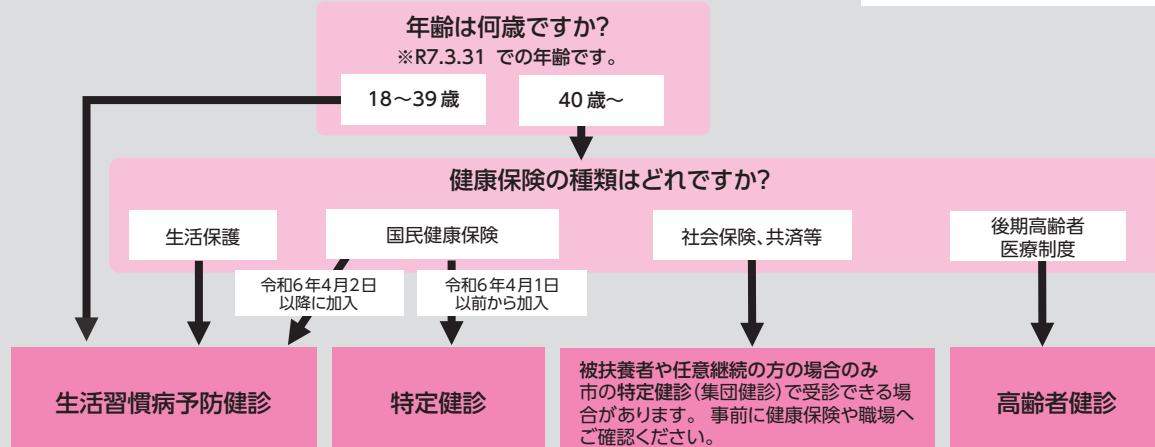 年齢は何歳ですか?
※R7.3.31 での年齢です。
18～39歳
40歳～
健康保険の種類はどれですか?
生活保護
国民健康保険
社会保険、共済等
後期高齢者
医療制度
令和6年4月2日
以降に加入
令和6年4月1日
以前から加入
生活習慣病予防健診
特定健診
被扶養者や任意継続の方の場合のみ
市の特定健診(集団健診)で受診できる場
合があります。 事前に健康保険や職場へ
ご確認ください。
高齢者健診